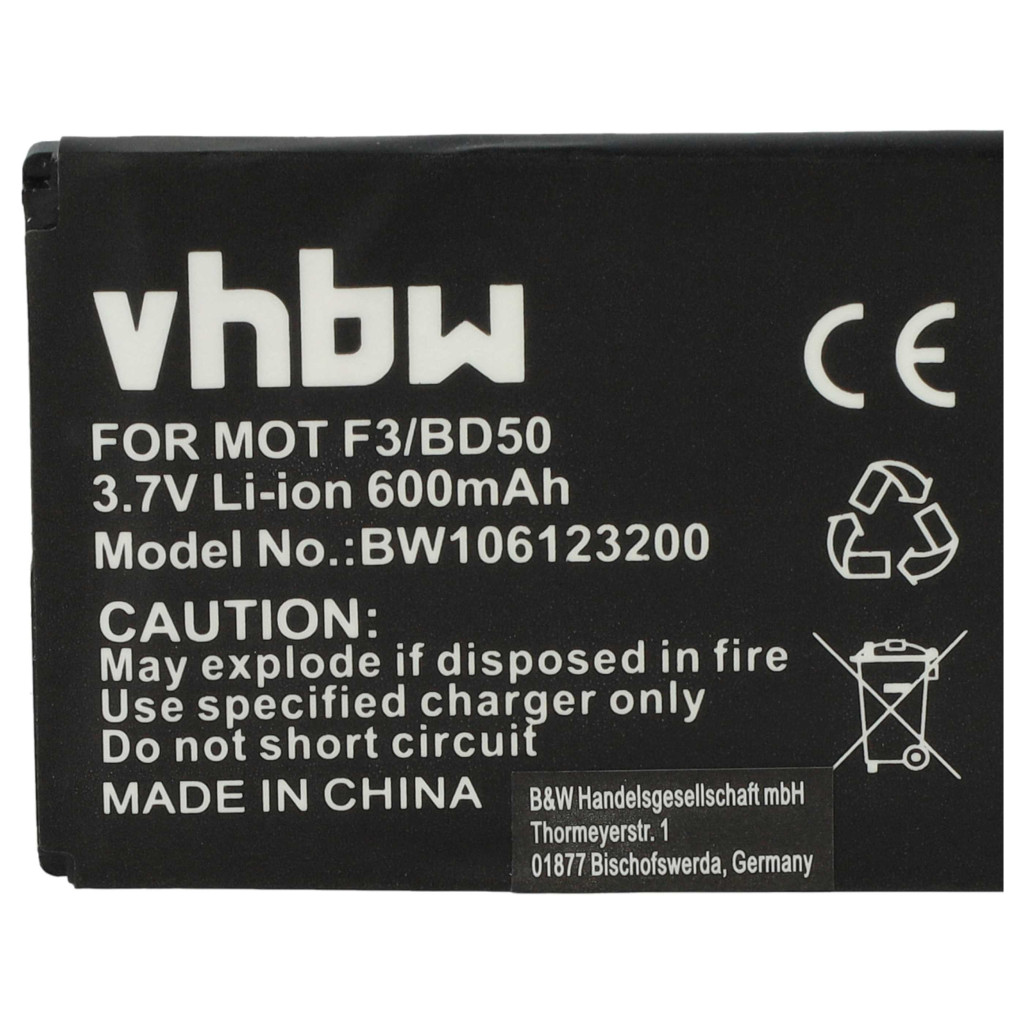 vhbw
CE
FOR MOT F3/BD50
3.7V Li-ion 600mAh
Model No.:BW106123200
CAUTION:
May explode if disposed in fire
Use specified charger only
Do not short circuit
MADE IN CHINA
B&W Handelsgesellschaft mbH
Thormeyerstr. 1
01877 Bischofswerda, Germany